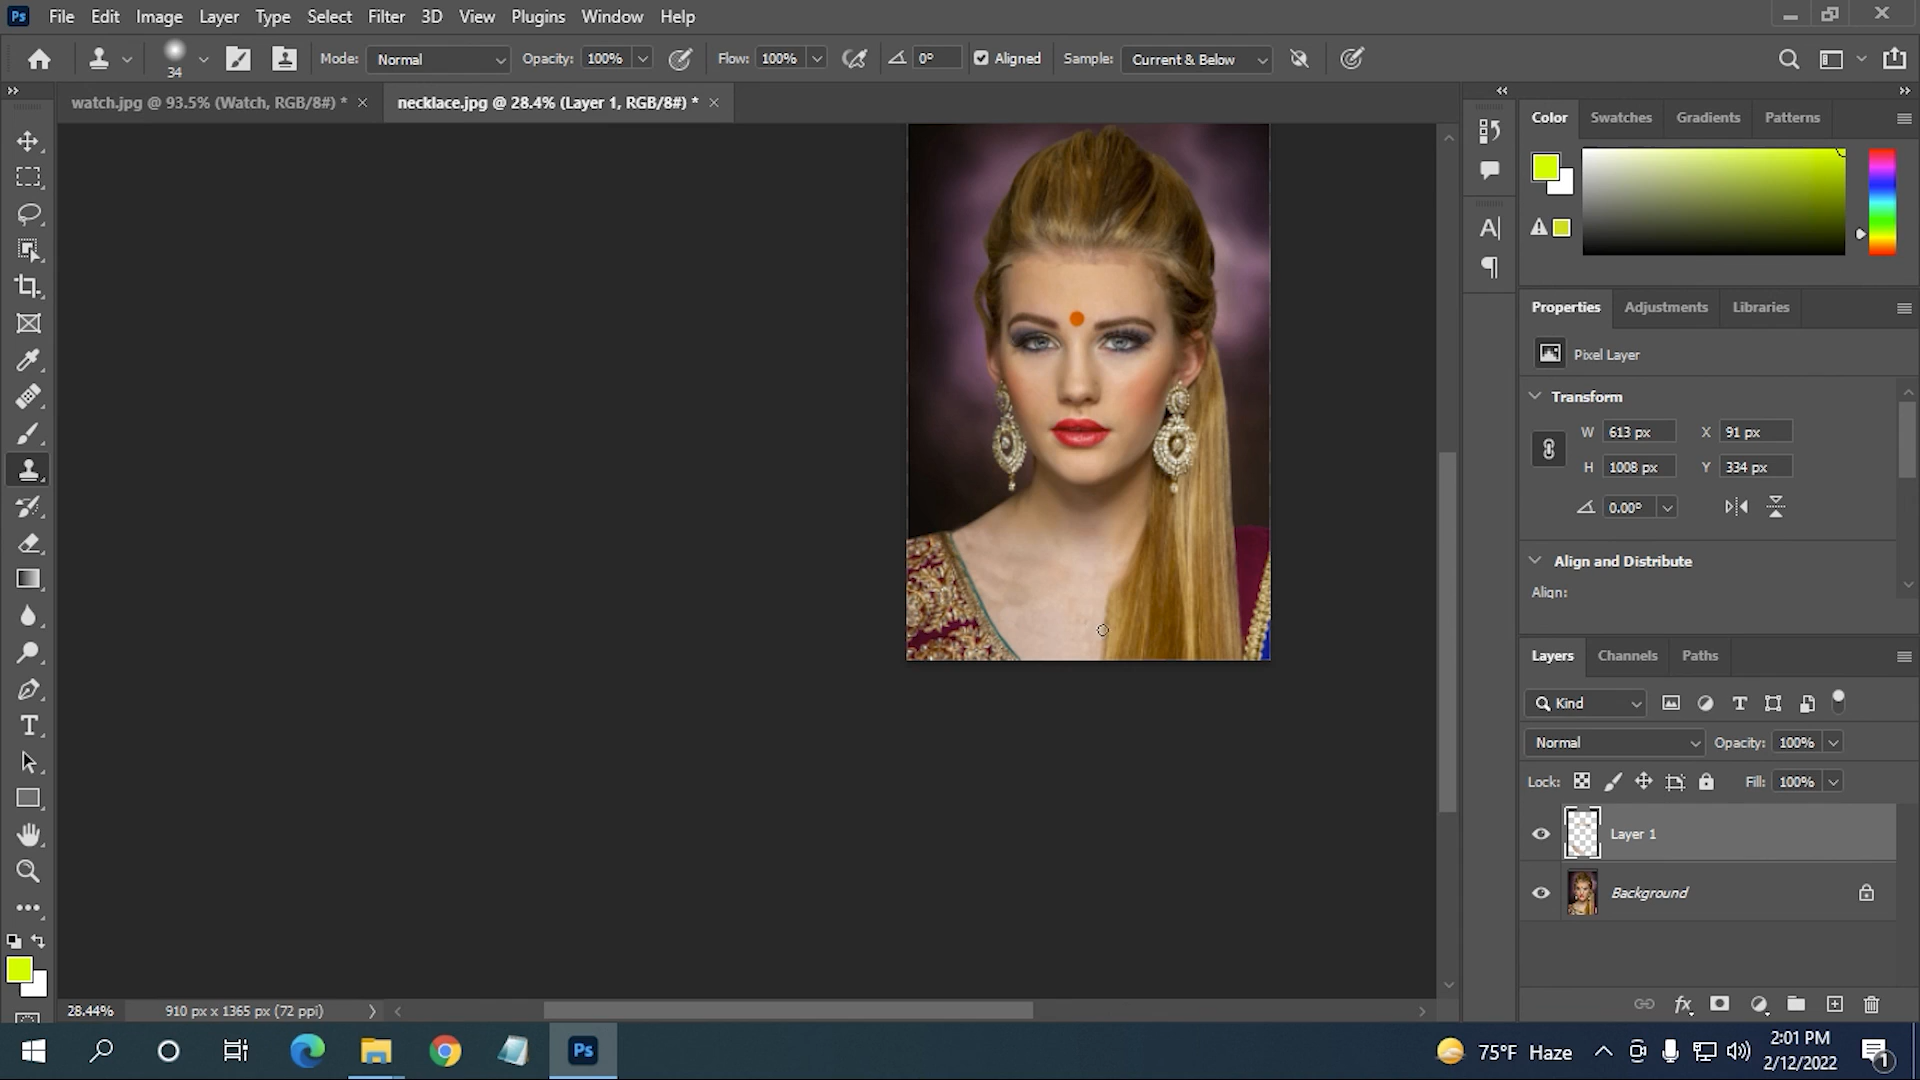 Ps File Edit Image Layer Type Select Filter 3D View Plugins Window Help
34 Mode: Normal Opacity: 100% Flow: 100% 0° Aligned Sample: Current & Below
watch.jpg @ 93.5% (Watch, RGB/8#) * necklace.jpg @ 28.4% (Layer 1, RGB/8#) *
Color Swatches Gradients Patterns
Properties Adjustments Libraries
Pixel Layer
Transform
W 613 px X 91 px
H 1008 px Y 334 px
0.00°
Align and Distribute
Align:
Layers Channels Paths
Kind
Normal Opacity: 100%
Lock: Fill: 100%
Layer 1
Background
28.44% 910 px x 1365 px (72 ppi)
Ps 75°F Haze 2:01 PM
2/12/2022
1